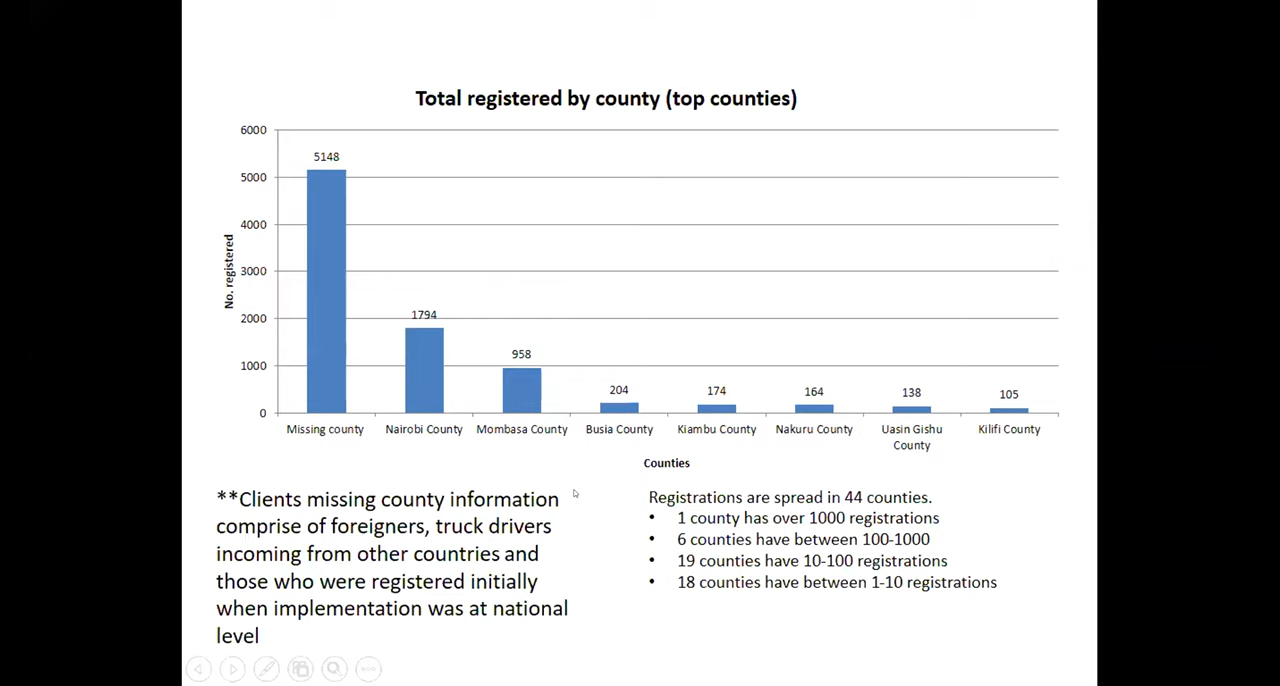 Total registered by county (top counties)
6000
5000
4000
3000
2000
1000
0
No. registered
5148
1794
958
204
174
164
138
105
Missing county
Nairobi County
Mombasa County
Busia County
Kiambu County
Nakuru County
Uasin Gishu
County
Kilifi County
Counties
**Clients missing county information
comprise of foreigners, truck drivers
incoming from other countries and
those who were registered initially
when implementation was at national
level
Registrations are spread in 44 counties.
• 1 county has over 1000 registrations
• 6 counties have between 100-1000
• 19 counties have 10-100 registrations
• 18 counties have between 1-10 registrations